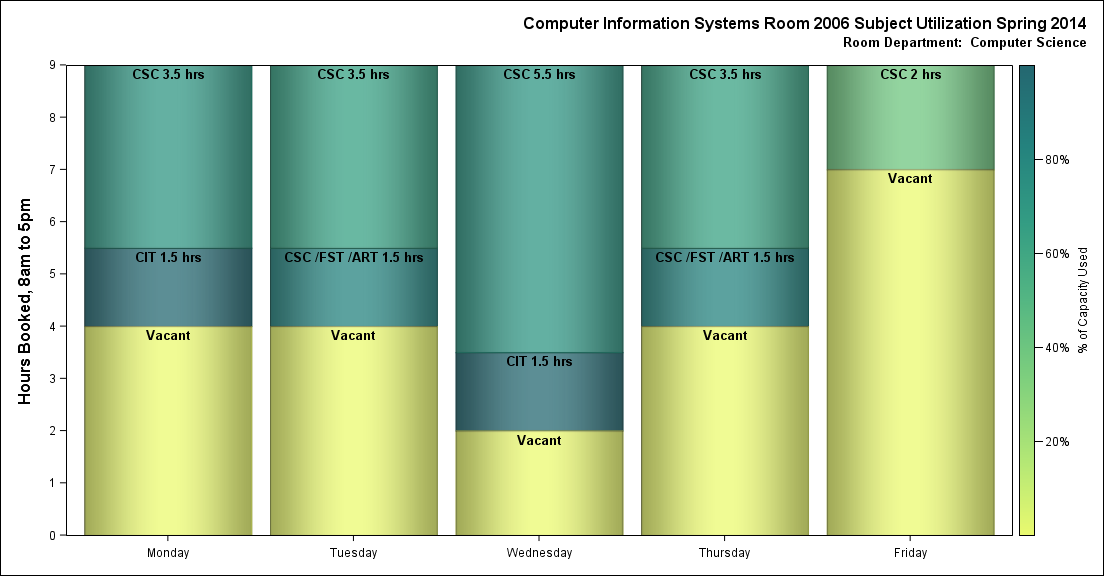 Computer Information Systems Room 2006 Subject Utilization Spring 2014
Room Department:  Computer Science
Hours Booked, 8am to 5pm
9
8
7
6
5
4
3
2
1
0
CSC 3.5 hrs
CIT 1.5 hrs
Vacant
CSC 3.5 hrs
CSC /FST /ART 1.5 hrs
Vacant
CSC 5.5 hrs
CIT 1.5 hrs
Vacant
CSC 3.5 hrs
CSC /FST /ART 1.5 hrs
Vacant
CSC 2 hrs
Vacant
Monday
Tuesday
Wednesday
Thursday
Friday
80%
60%
40%
20%
% of Capacity Used